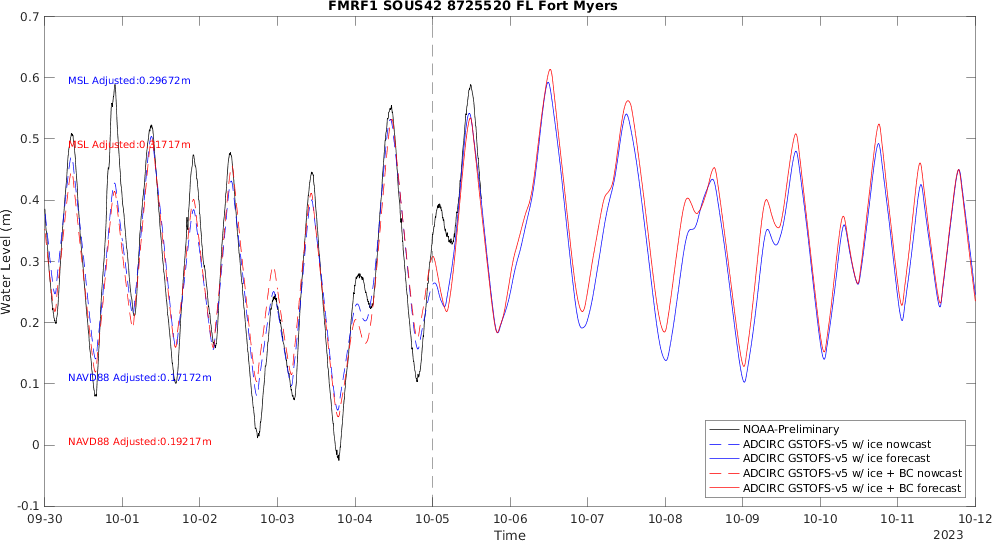 FMRF1 SOUS42 8725520 FL Fort Myers
0.7
0.6
0.5
0.4
0.3
0.2
0.1
0
-0.1
Water Level (m)
MSL Adjusted:0.29672m
MSL Adjusted:0.31717m
NAVD88 Adjusted:0.17172m
NAVD88 Adjusted:0.19217m
NOAA-Preliminary
ADCIRC GSTOFS-v5 w/ ice nowcast
ADCIRC GSTOFS-v5 w/ ice forecast
ADCIRC GSTOFS-v5 w/ ice + BC nowcast
ADCIRC GSTOFS-v5 w/ ice + BC forecast
09-30 10-01 10-02 10-03 10-04 10-05 10-06 10-07 10-08 10-09 10-10 10-11 10-12
Time
2023